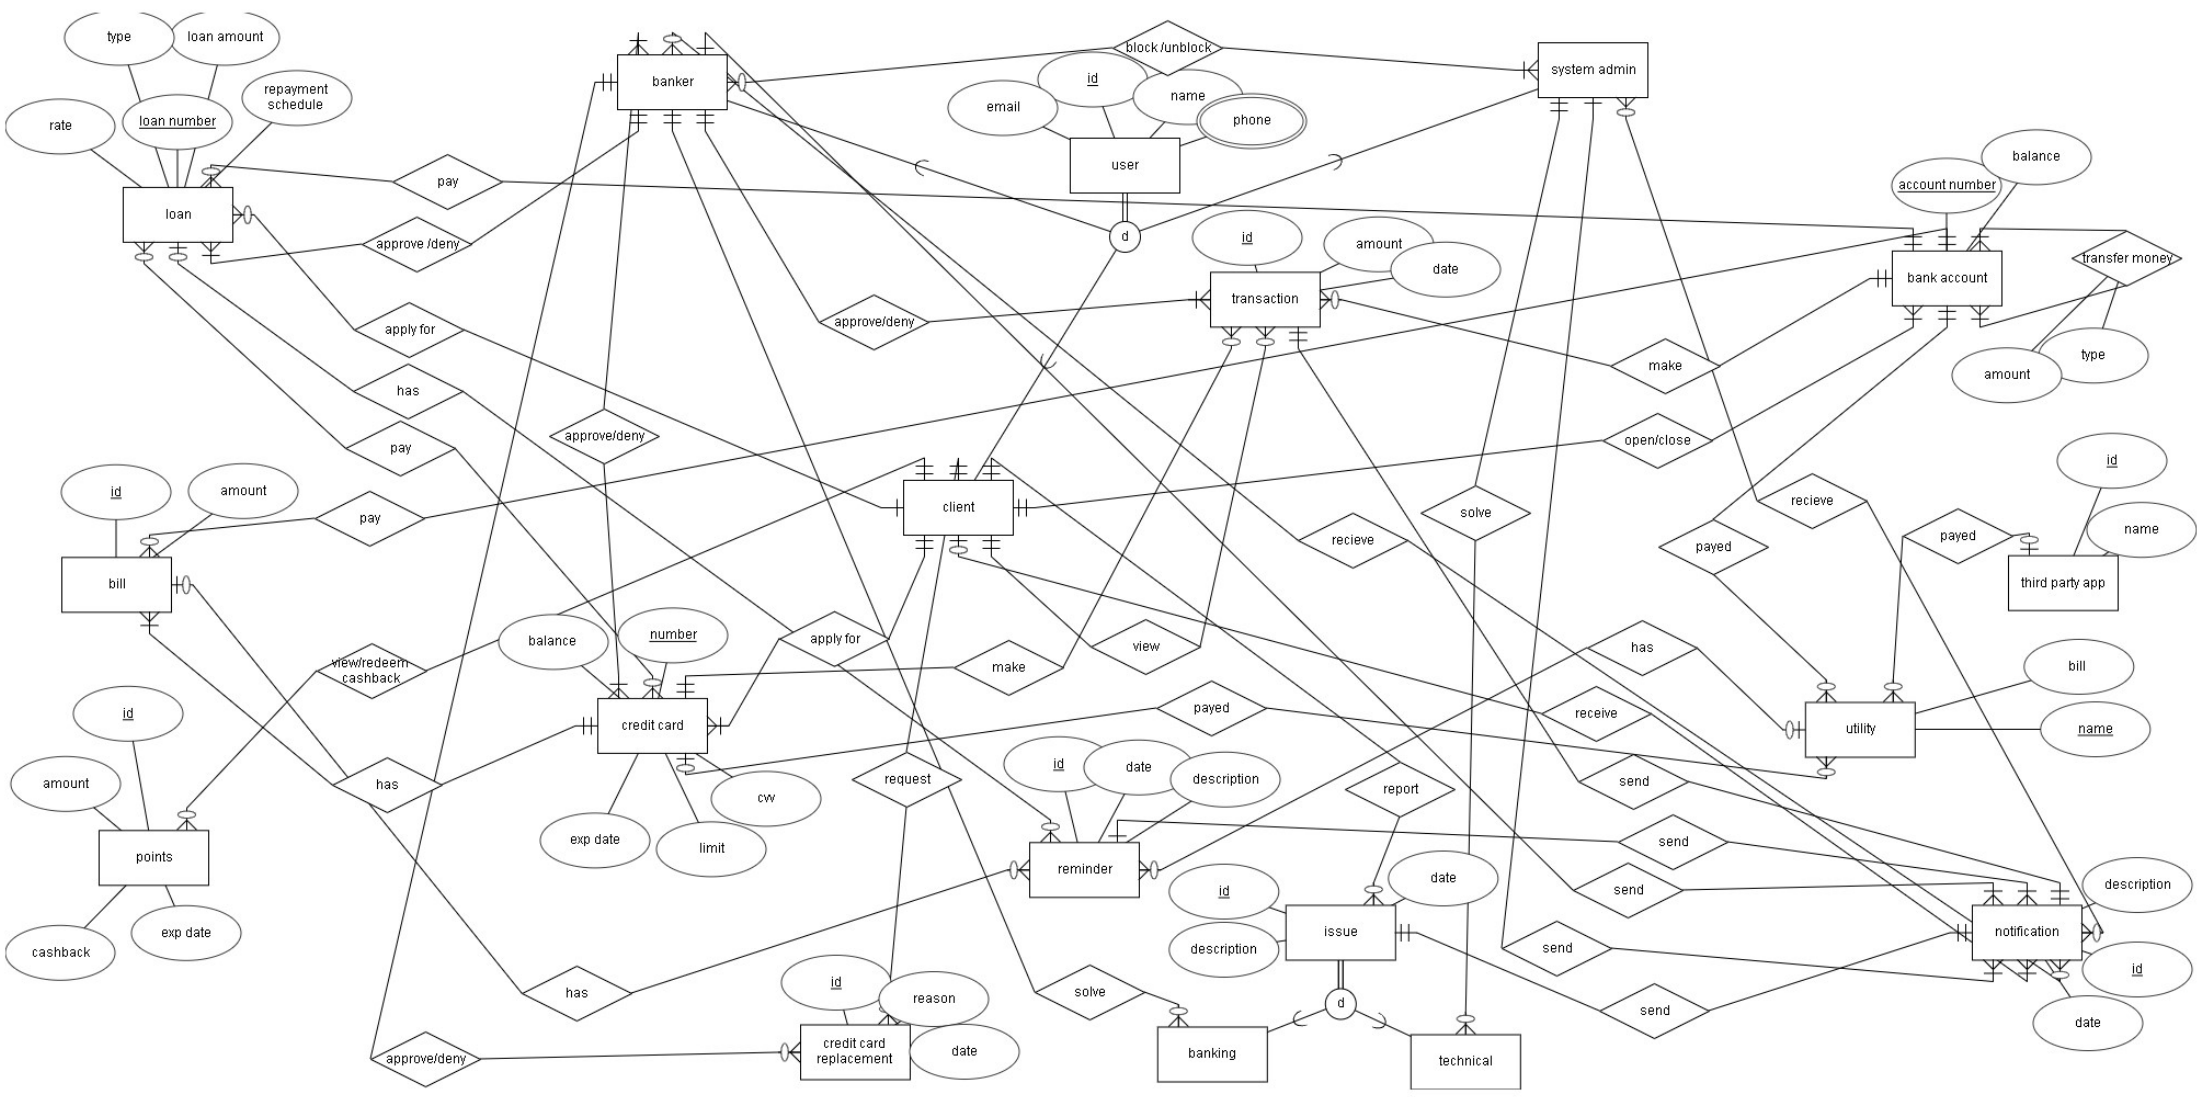 type
loan amount
repayment
schedule
rate
loan number
loan
banker
block /unblock
system admin
id
email
name
phone
user
d
pay
approve /deny
apply for
has
pay
approve/deny
id
amount
date
transaction
account number
balance
bank account
transfer money
amount
type
make
open/close
approve/deny
client
solve
recieve
recieve
payed
payed
id
name
third party app
id
amount
pay
bill
view/redeem
cashback
balance
number
apply for
make
view
has
receive
payed
bill
name
utility
credit card
id
amount
points
cashback
exp date
has
exp date
limit
cvv
request
id
date
description
reminder
report
send
send
send
send
send
id
date
description
issue
d
banking
technical
solve
has
approve/deny
id
reason
date
credit card
replacement
description
notification
id
date